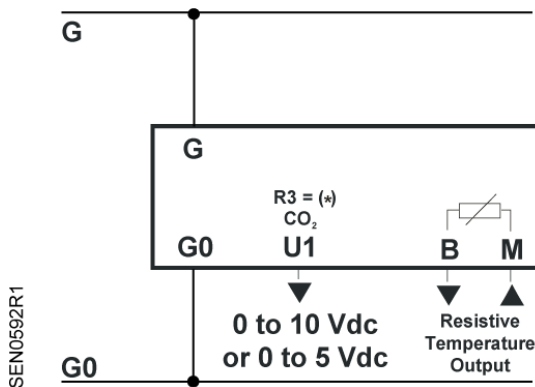 G
G
R3 = (*)
CO₂
G0 U1 B M
0 to 10 Vdc
or 0 to 5 Vdc
Resistive
Temperature
Output
G0
SEN0592R1